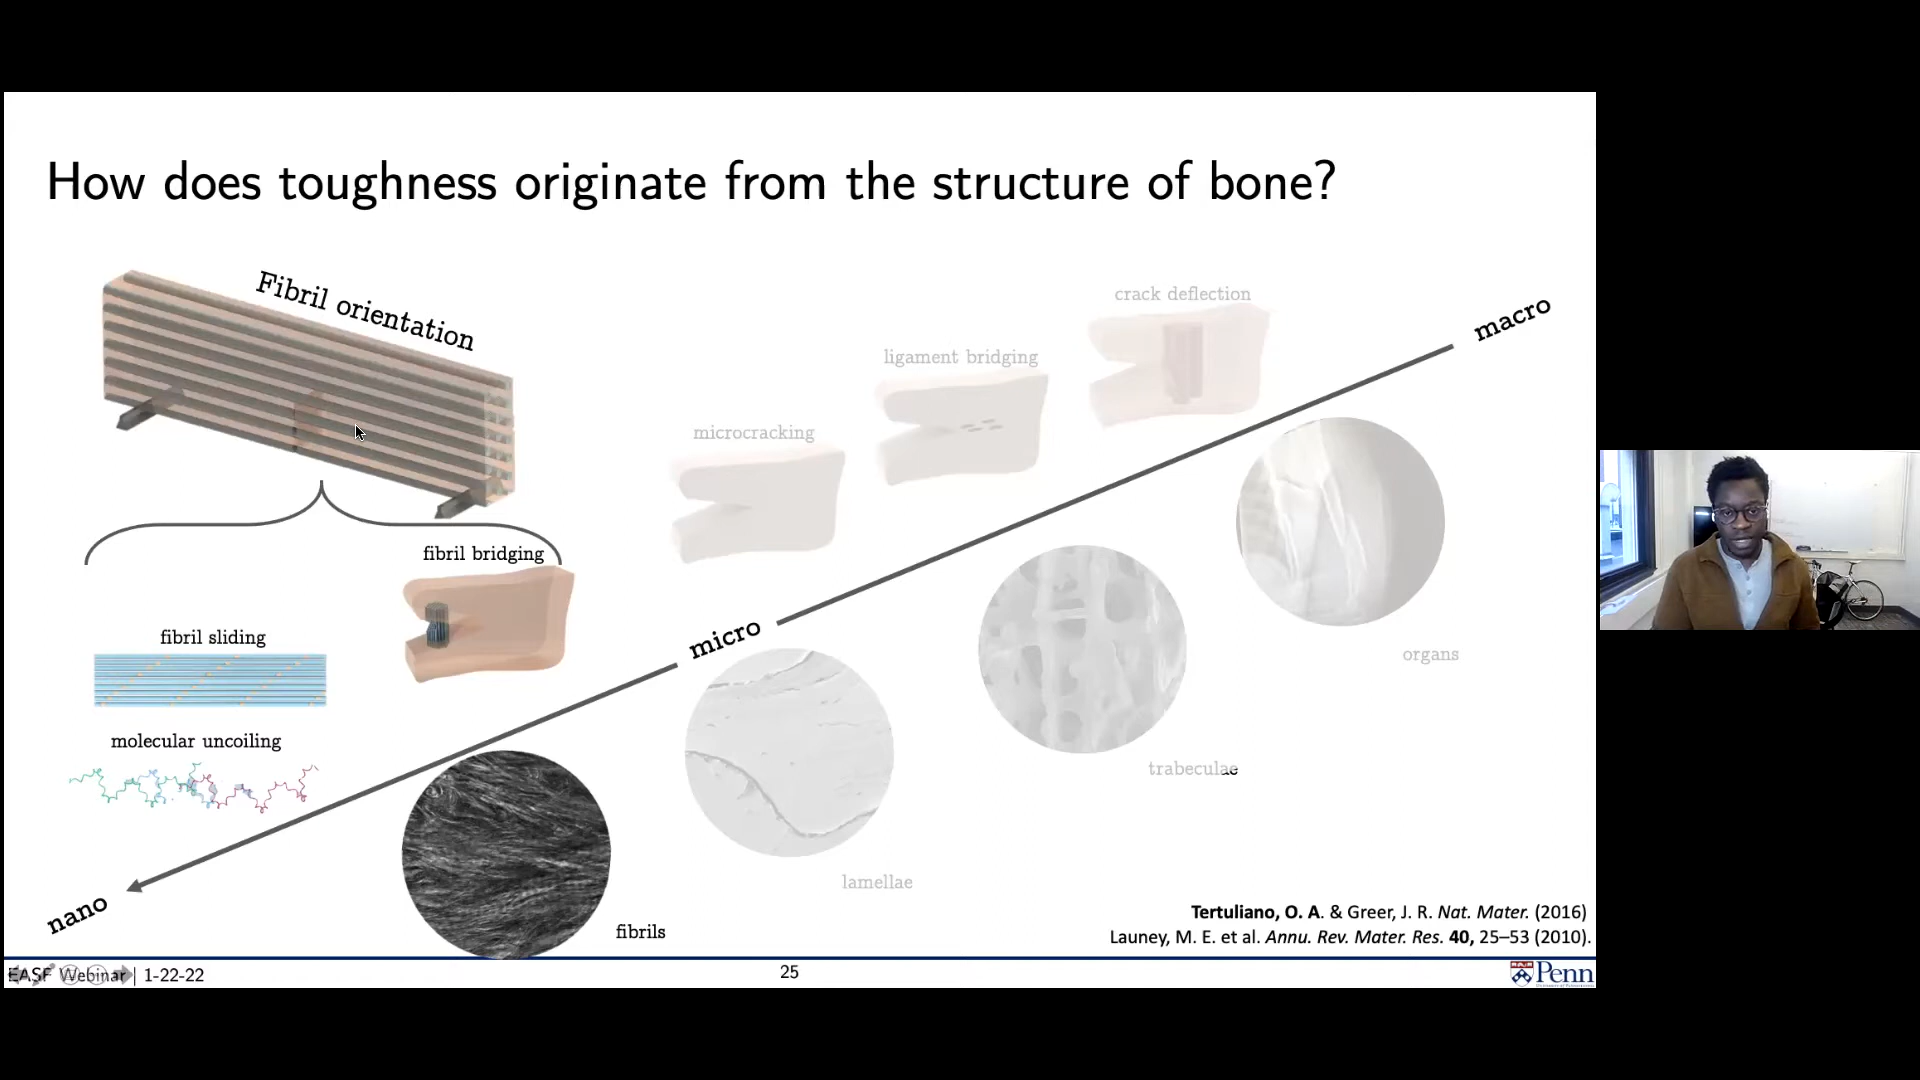 How does toughness originate from the structure of bone?
Fibril orientation
crack deflection
macro
ligament bridging
microcracking
fibril bridging
micro
fibril sliding
organs
molecular uncoiling
trabeculae
lamellae
nano
fibrils
Tertuliano, O. A. & Greer, J. R. Nat. Mater. (2016)
Launey, M. E. et al. Annu. Rev. Mater. Res. 40, 25–53 (2010).
EASF Webinar | 1-22-22
25
Penn